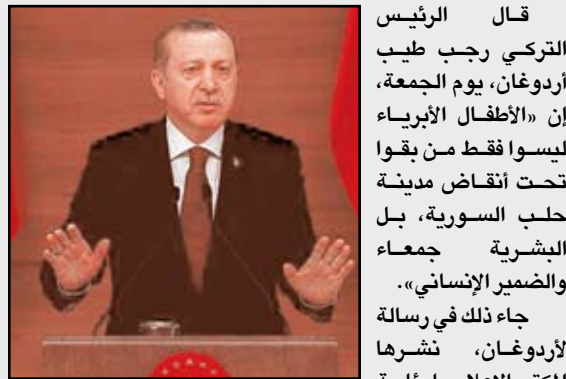 قال الرئيس
التركي رجب طيب
أردوغان، يوم الجمعة،
إن «الأطفال الأبرياء
ليسوا فقط من بقوا
تحت أنقاض مدينة
حلب السورية، بل
البشرية جمعاء
والضمير الإنساني».
جاء ذلك في رسالة
لأردوغان، نشرها